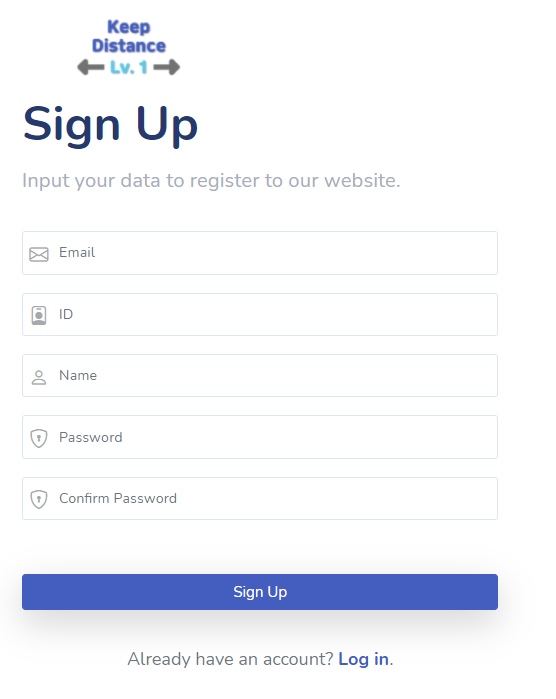 Keep
Distance
Lv. 1
Sign Up
Input your data to register to our website.
Email
ID
Name
Password
Confirm Password
Sign Up
Already have an account? Log in.